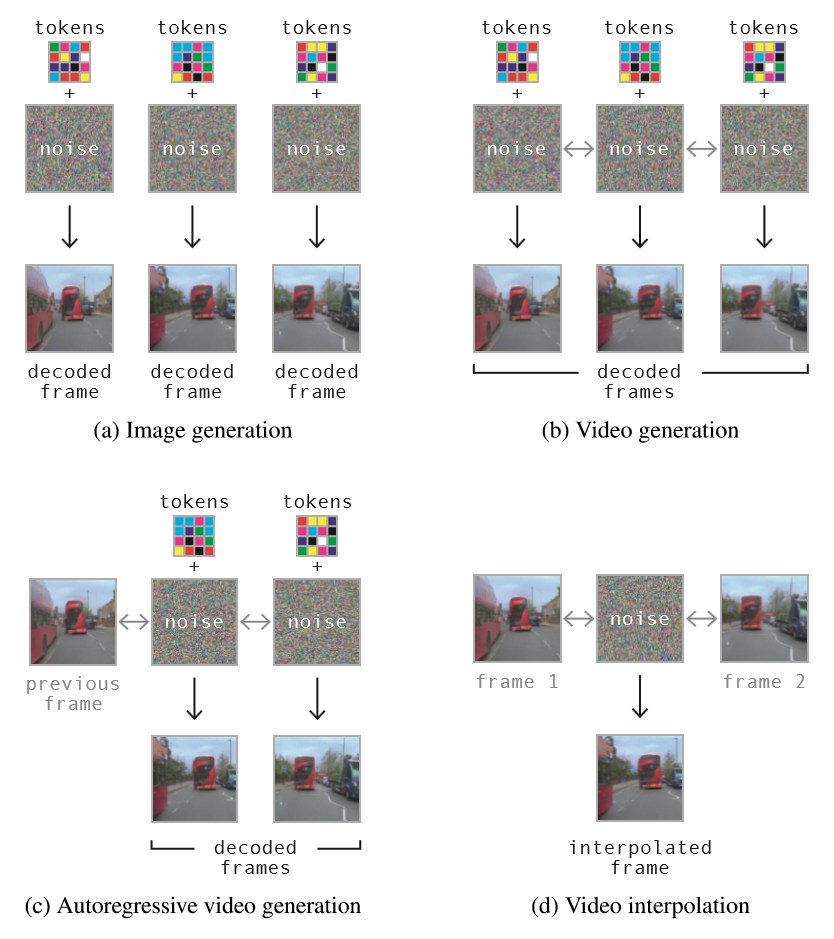 tokens tokens tokens
+ + +
noise noise noise
decoded decoded decoded
frame frame frame
(a) Image generation
tokens tokens tokens
+ + +
noise noise noise
decoded
frames
(b) Video generation
tokens tokens
+ +
noise noise
previous
frame
decoded
frames
(c) Autoregressive video generation
noise
frame 1 frame 2
interpolated
frame
(d) Video interpolation